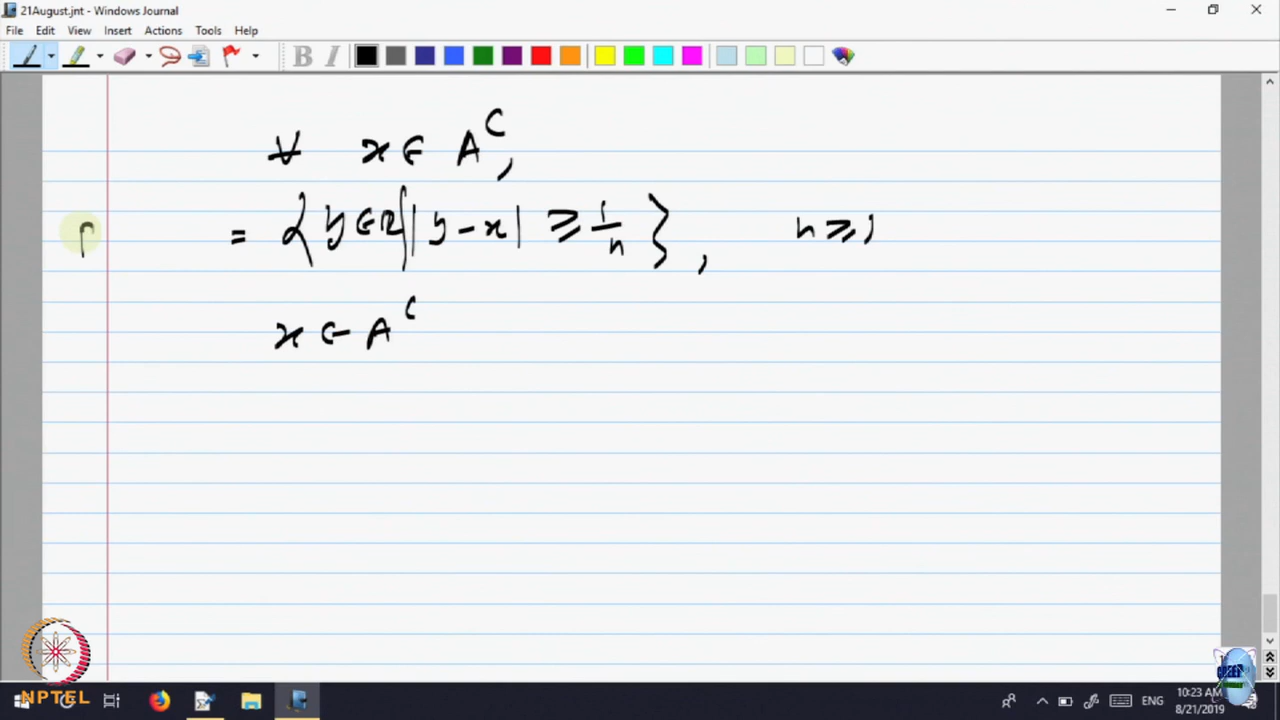 21August.jnt - Windows Journal
File Edit View Insert Actions Tools Help
B I
∀ x ∈ A^C,
= { y ∈ R | |y - x| ≥ 1/n }, n ≥ 1
x ∈ A^C
NPTEL
ENG
10:23 AM
8/21/2019